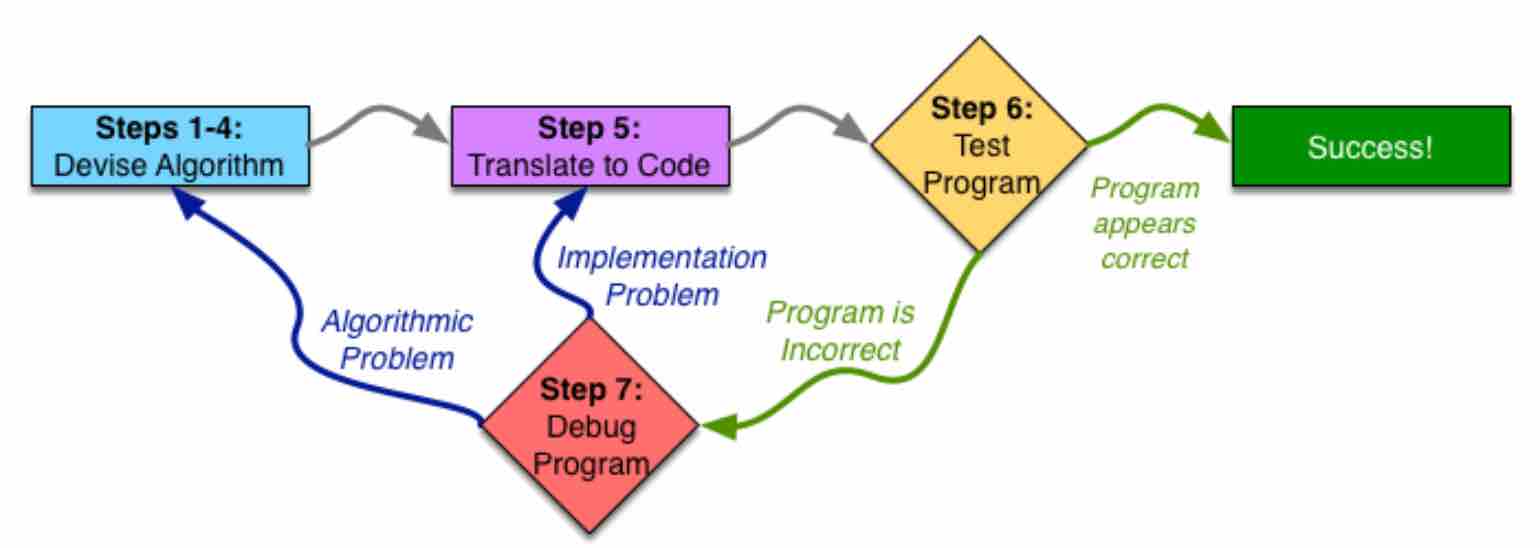 Steps 1-4:
Devise Algorithm
Step 5:
Translate to Code
Step 6:
Test
Program
Success!
Program
appears
correct
Implementation
Problem
Algorithmic
Problem
Program is
Incorrect
Step 7:
Debug
Program